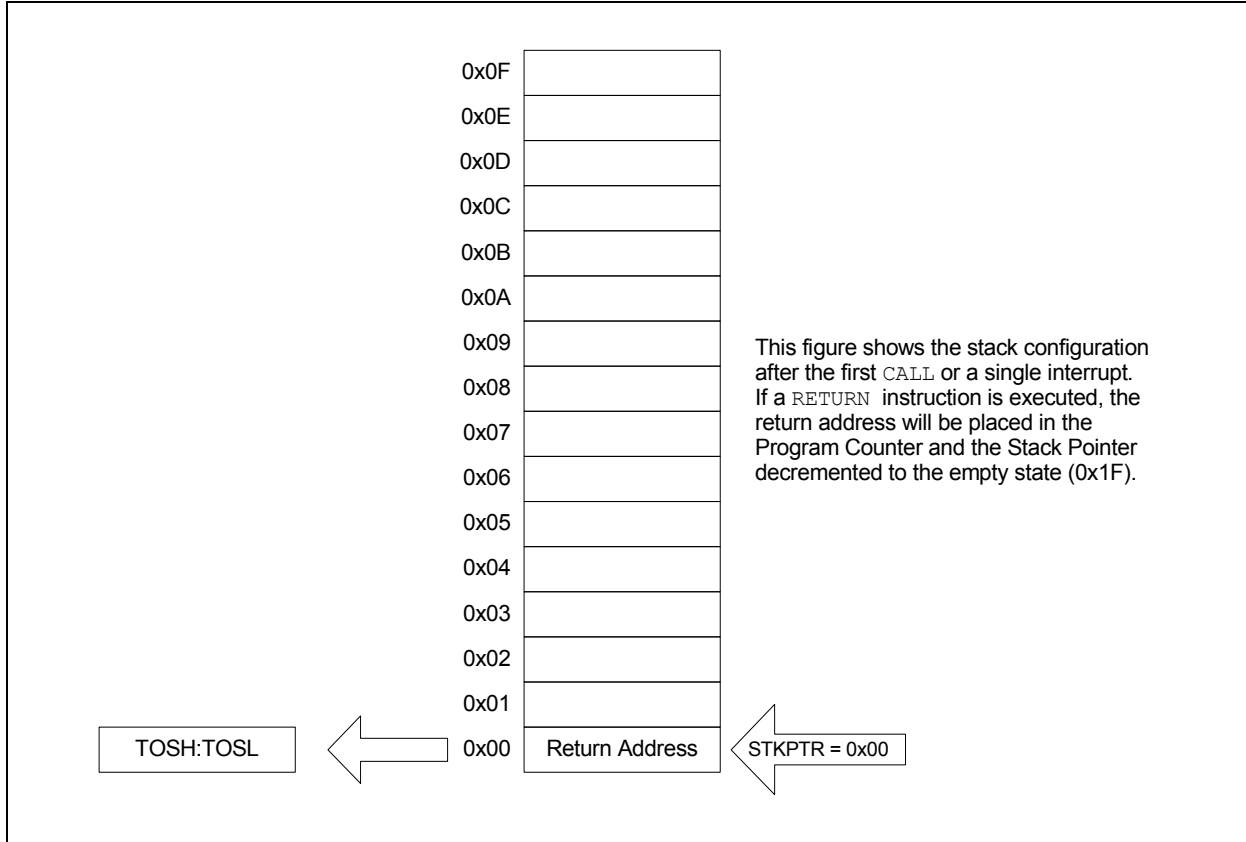 0x0F
0x0E
0x0D
0x0C
0x0B
0x0A
0x09
0x08
0x07
0x06
0x05
0x04
0x03
0x02
0x01
0x00
This figure shows the stack configuration
after the first CALL or a single interrupt.
If a RETURN instruction is executed, the
return address will be placed in the
Program Counter and the Stack Pointer
decremented to the empty state (0x1F).
TOSH:TOSL
Return Address
STKPTR = 0x00